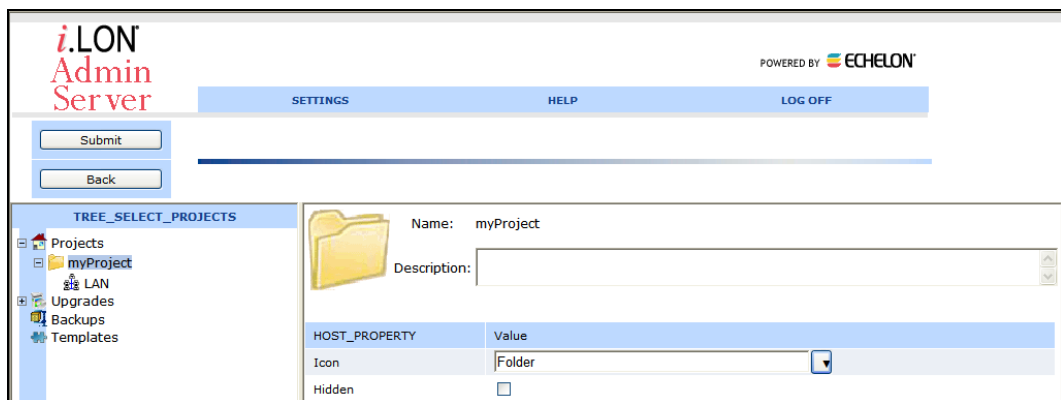 i.LON
Admin
Server
POWERED BY ECHELON
SETTINGS HELP LOG OFF
Submit
Back
TREE_SELECT_PROJECTS
Projects
myProject
LAN
Upgrades
Backups
Templates
Name: myProject
Description:
HOST_PROPERTY Value
Icon Folder
Hidden